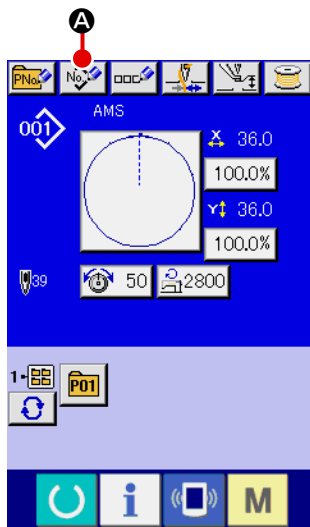 A
PNo. No.
001 AMS
X 36.0
100.0%
Y 36.0
100.0%
39 50 2800
1
P01
i M